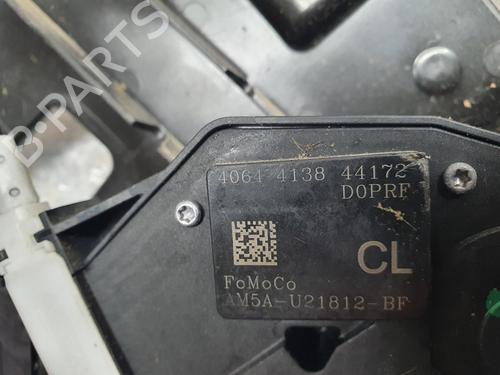 B-PARTS
4064 4138 44172
D0PRF
CL
FoMoCo
AM5A-U21812-BF